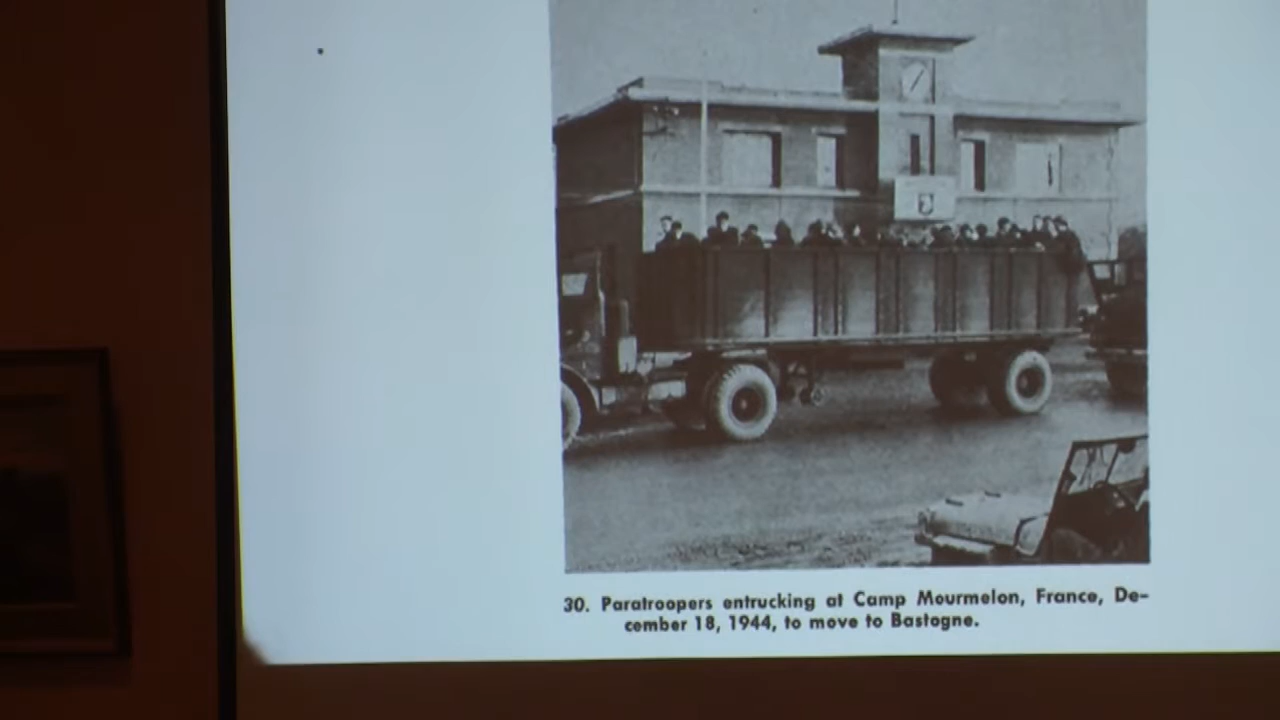 30. Paratroopers entrucking at Camp Mourmelon, France, De-
cember 18, 1944, to move to Bastogne.